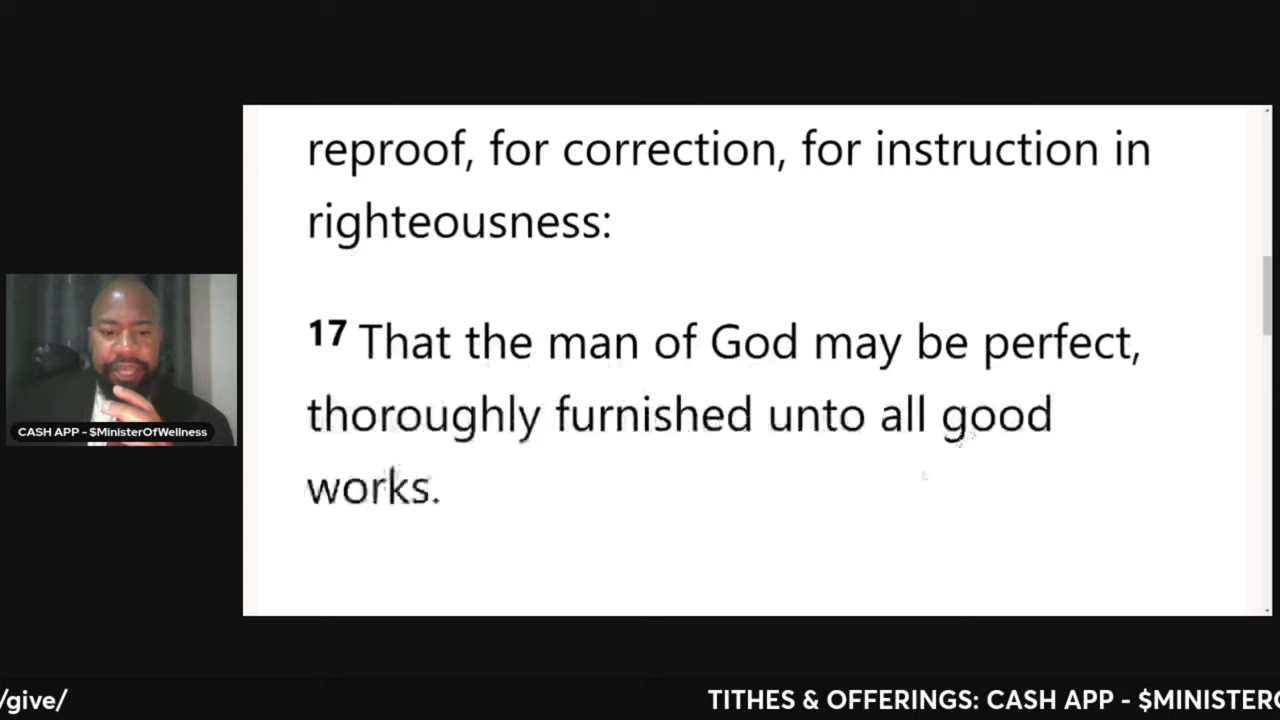 reproof, for correction, for instruction in
righteousness:
17 That the man of God may be perfect,
thoroughly furnished unto all good
works.
CASH APP - $MinisterOfWellness
/give/
TITHES & OFFERINGS: CASH APP - $MINISTERO